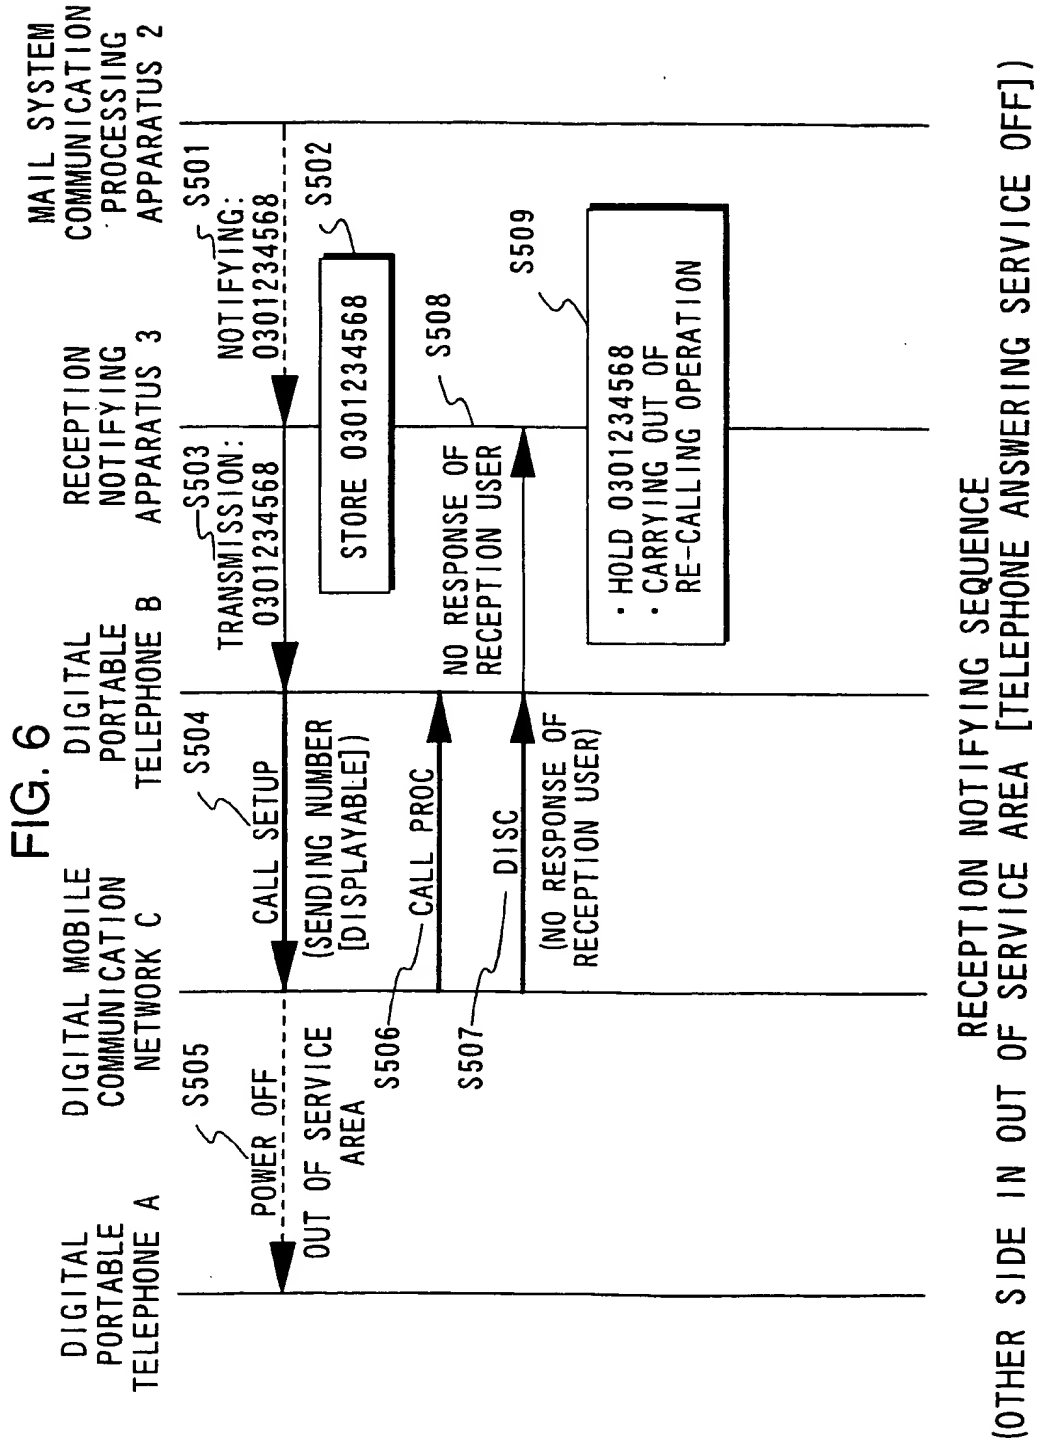 FIG. 6
DIGITAL
PORTABLE
TELEPHONE A
DIGITAL MOBILE
COMMUNICATION
NETWORK C
DIGITAL
PORTABLE
TELEPHONE B
RECEPTION
NOTIFYING
APPARATUS 3
MAIL SYSTEM
COMMUNICATION
PROCESSING
APPARATUS 2
S505
POWER OFF
OUT OF SERVICE
AREA
S504
CALL SETUP
(SENDING NUMBER
[DISPLAYABLE])
S503
TRANSMISSION:
0301234568
S501
NOTIFYING:
0301234568
S502
STORE 0301234568
S506
CALL PROC
S507
DISC
(NO RESPONSE OF
RECEPTION USER)
NO RESPONSE OF
RECEPTION USER
S508
S509
· HOLD 0301234568
· CARRYING OUT OF
RE-CALLING OPERATION
RECEPTION NOTIFYING SEQUENCE
(OTHER SIDE IN OUT OF SERVICE AREA [TELEPHONE ANSWERING SERVICE OFF])